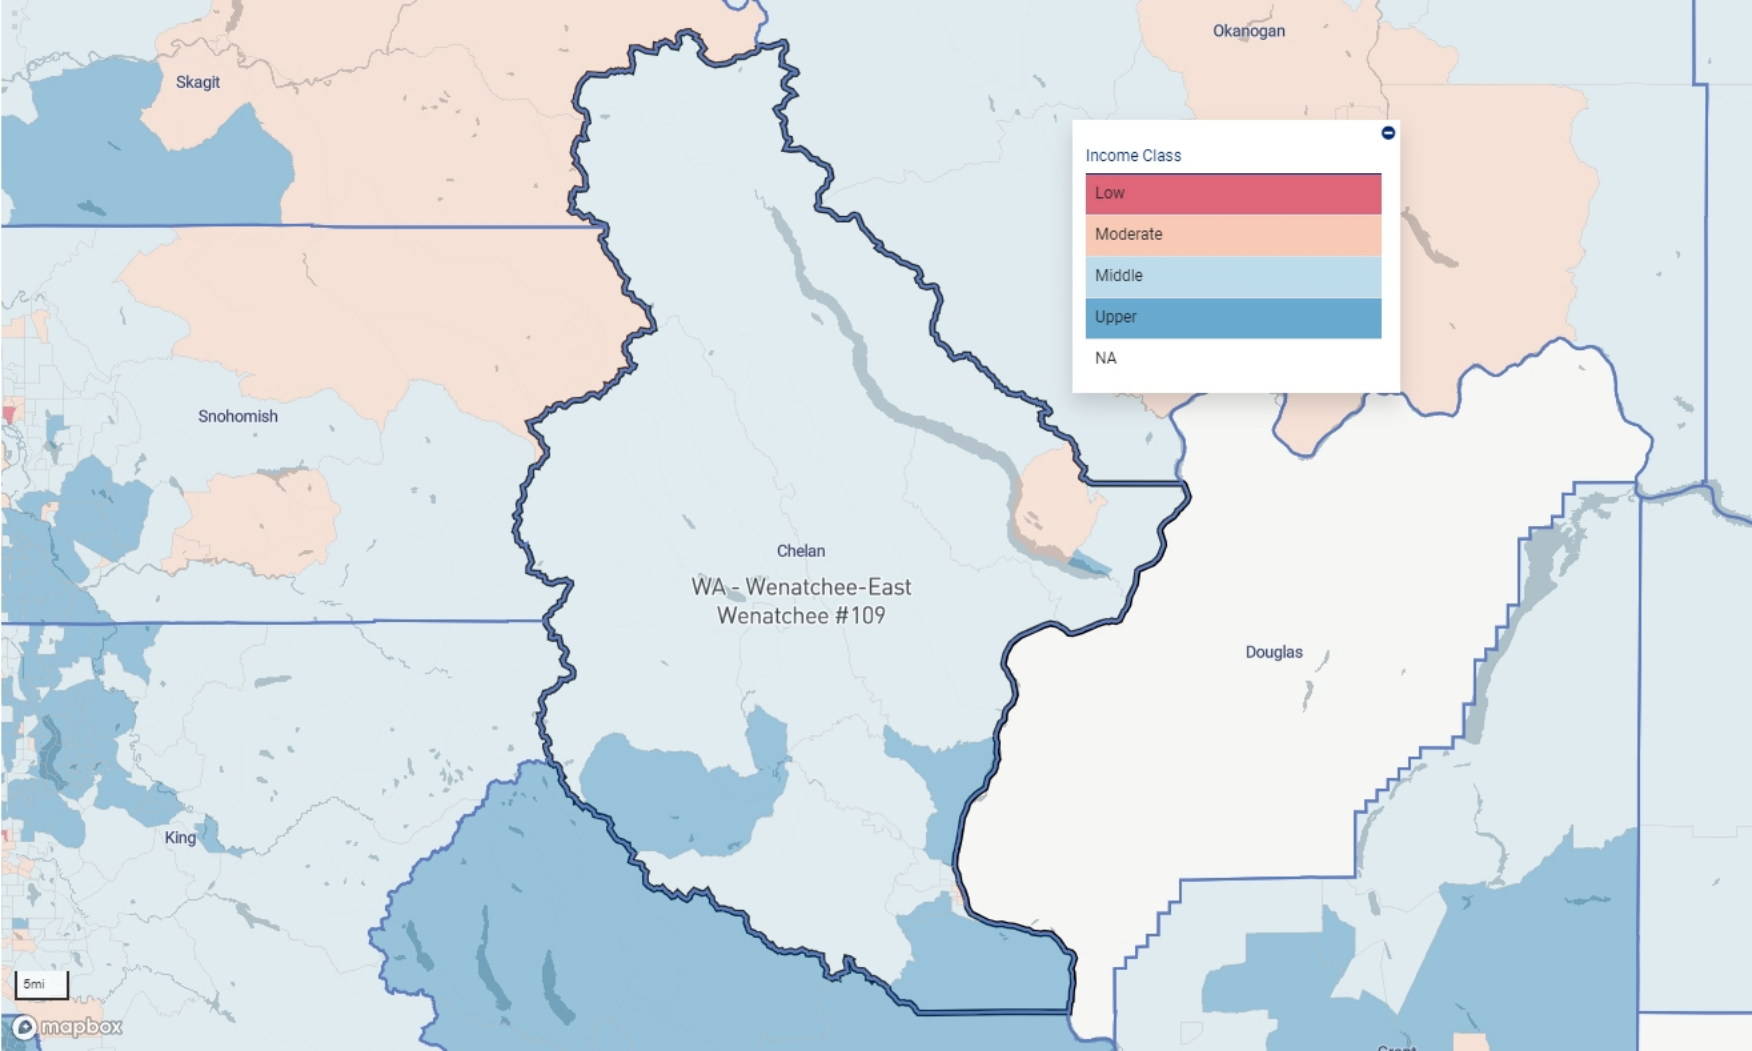 Okanogan
Skagit
Income Class
Low
Moderate
Middle
Upper
NA
Snohomish
Chelan
WA - Wenatchee-East
Wenatchee #109
Douglas
King
5mi
mapbox
Grant